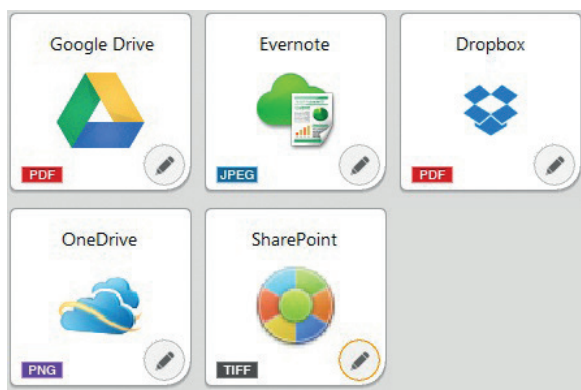 Google Drive
Evernote
Dropbox
PDF
JPEG
PDF
OneDrive
SharePoint
PNG
TIFF